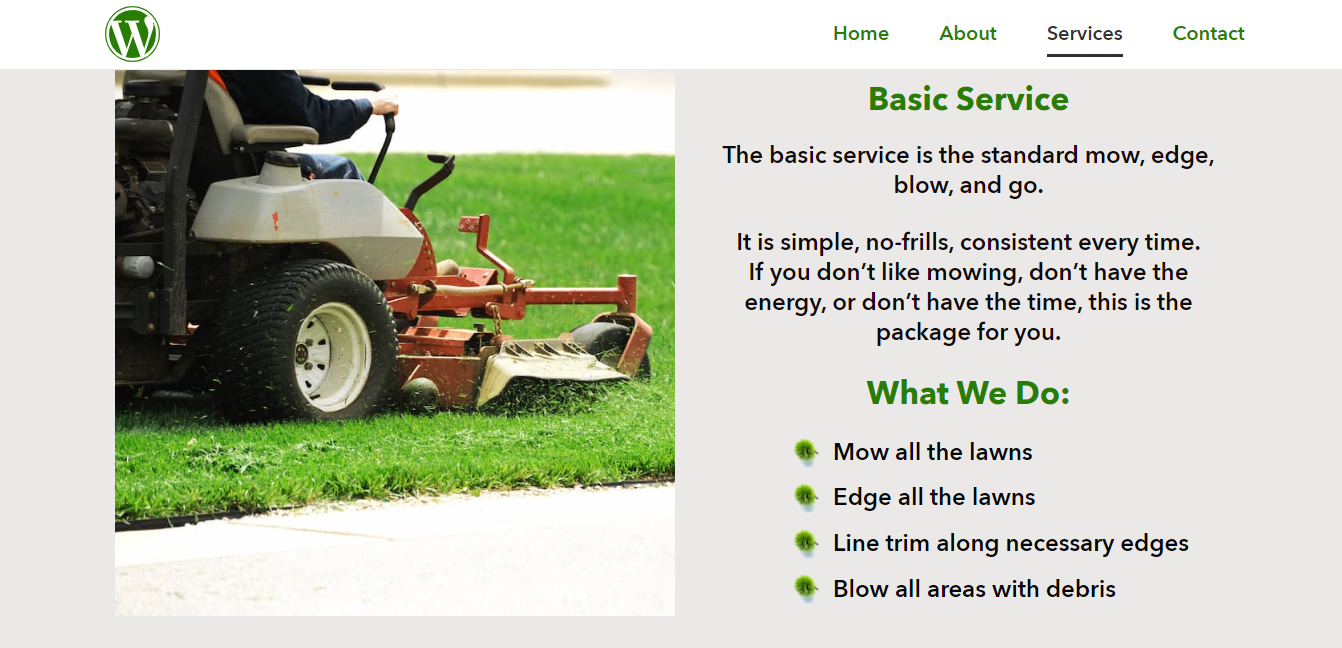 W
Home About Services Contact
Basic Service
The basic service is the standard mow, edge,
blow, and go.
It is simple, no-frills, consistent every time.
If you don’t like mowing, don’t have the
energy, or don’t have the time, this is the
package for you.
What We Do:
Mow all the lawns
Edge all the lawns
Line trim along necessary edges
Blow all areas with debris